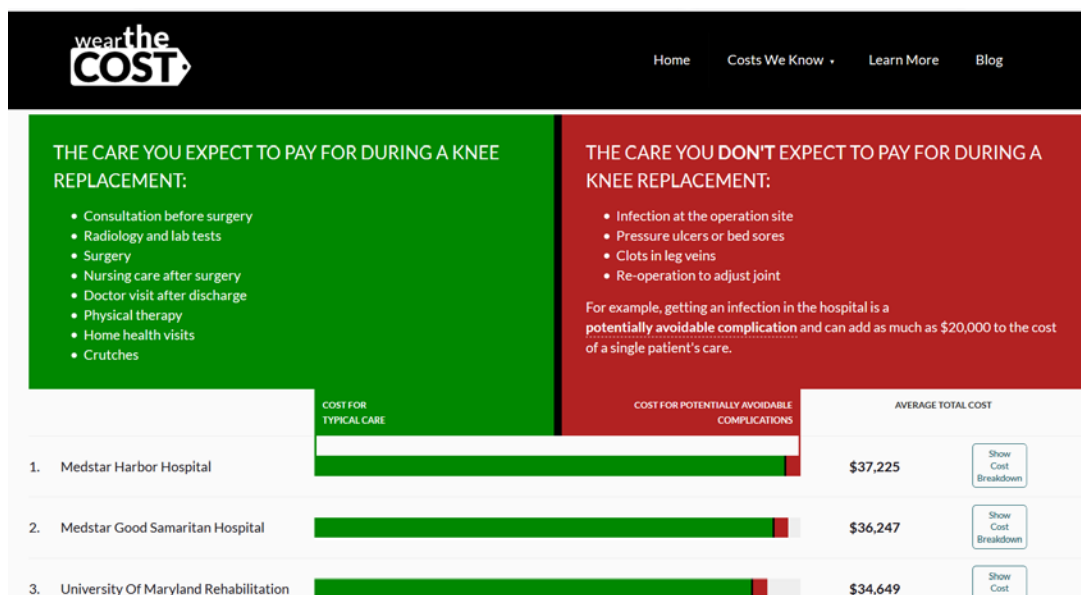 wear the
COST
Home Costs We Know ▾ Learn More Blog
THE CARE YOU EXPECT TO PAY FOR DURING A KNEE
REPLACEMENT:
• Consultation before surgery
• Radiology and lab tests
• Surgery
• Nursing care after surgery
• Doctor visit after discharge
• Physical therapy
• Home health visits
• Crutches
THE CARE YOU DON'T EXPECT TO PAY FOR DURING A
KNEE REPLACEMENT:
• Infection at the operation site
• Pressure ulcers or bed sores
• Clots in leg veins
• Re-operation to adjust joint
For example, getting an infection in the hospital is a
potentially avoidable complication and can add as much as $20,000 to the cost
of a single patient's care.
COST FOR
TYPICAL CARE
COST FOR POTENTIALLY AVOIDABLE
COMPLICATIONS
AVERAGE TOTAL COST
1. Medstar Harbor Hospital $37,225
Show
Cost
Breakdown
2. Medstar Good Samaritan Hospital $36,247
Show
Cost
Breakdown
3. University Of Maryland Rehabilitation $34,649
Show
Cost